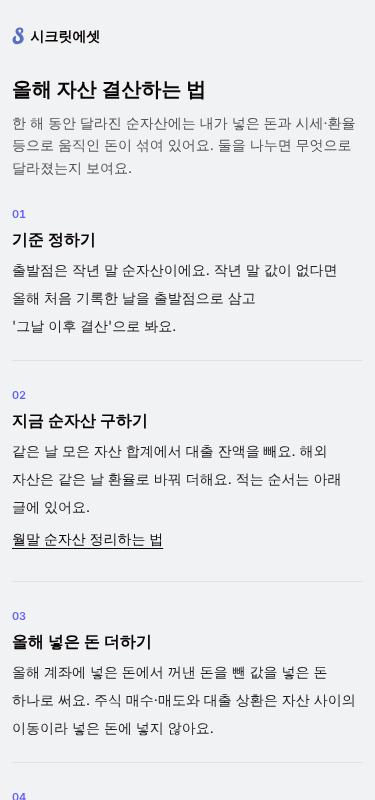 시크릿에셋
올해 자산 결산하는 법
한 해 동안 달라진 순자산에는 내가 넣은 돈과 시세·환율
등으로 움직인 돈이 섞여 있어요. 둘을 나누면 무엇으로
달라졌는지 보여요.
01
기준 정하기
출발점은 작년 말 순자산이에요. 작년 말 값이 없다면
올해 처음 기록한 날을 출발점으로 삼고
'그날 이후 결산'으로 봐요.
02
지금 순자산 구하기
같은 날 모은 자산 합계에서 대출 잔액을 빼요. 해외
자산은 같은 날 환율로 바꿔 더해요. 적는 순서는 아래
글에 있어요.
월말 순자산 정리하는 법
03
올해 넣은 돈 더하기
올해 계좌에 넣은 돈에서 꺼낸 돈을 뺀 값을 넣은 돈
하나로 써요. 주식 매수·매도와 대출 상환은 자산 사이의
이동이라 넣은 돈에 넣지 않아요.
04